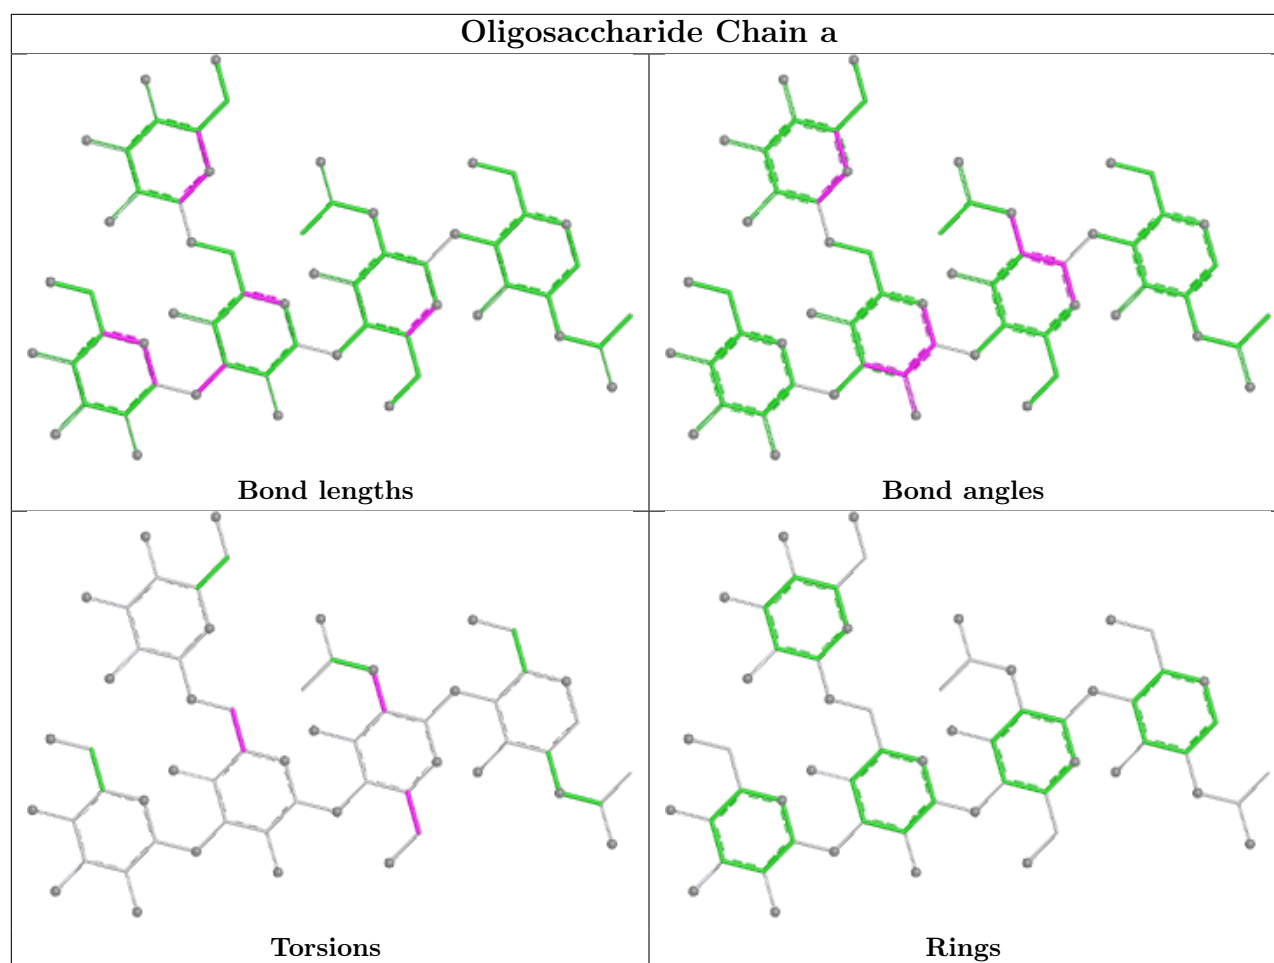 Oligosaccharide Chain a
Bond lengths
Bond angles
Torsions
Rings